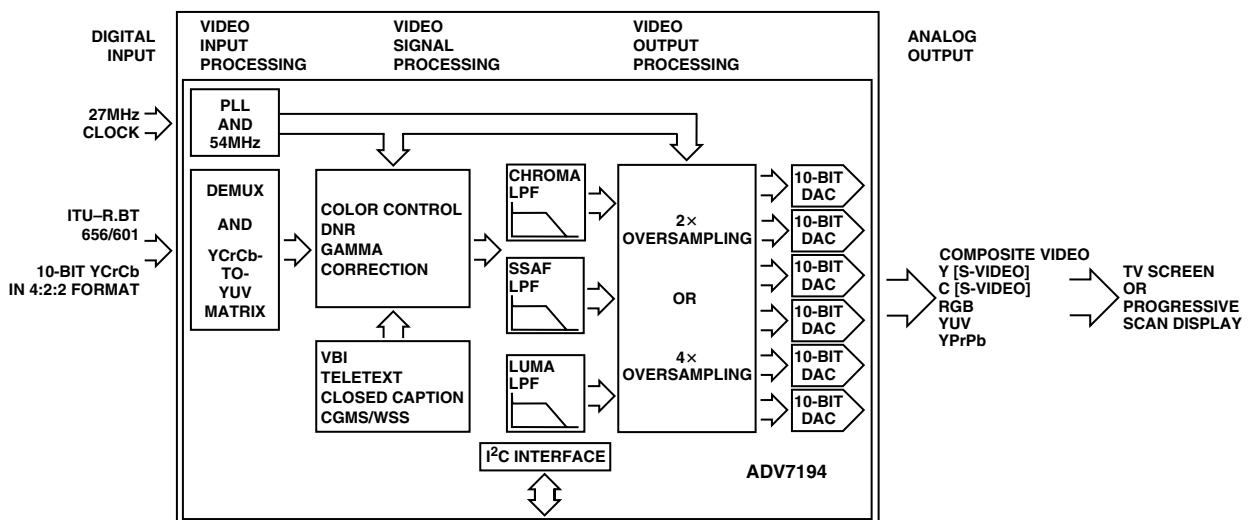 DIGITAL
INPUT
VIDEO
INPUT
PROCESSING
VIDEO
SIGNAL
PROCESSING
VIDEO
OUTPUT
PROCESSING
ANALOG
OUTPUT
27MHz
CLOCK
PLL
AND
54MHz
ITU–R.BT
656/601
10-BIT YCrCb
IN 4:2:2 FORMAT
DEMUX
AND
YCrCb-
TO-
YUV
MATRIX
COLOR CONTROL
DNR
GAMMA
CORRECTION
VBI
TELETEXT
CLOSED CAPTION
CGMS/WSS
CHROMA
LPF
SSAF
LPF
LUMA
LPF
I²C INTERFACE
2×
OVERSAMPLING
OR
4×
OVERSAMPLING
10-BIT
DAC
10-BIT
DAC
10-BIT
DAC
10-BIT
DAC
10-BIT
DAC
10-BIT
DAC
ADV7194
COMPOSITE VIDEO
Y [S-VIDEO]
C [S-VIDEO]
RGB
YUV
YPrPb
TV SCREEN
OR
PROGRESSIVE
SCAN DISPLAY